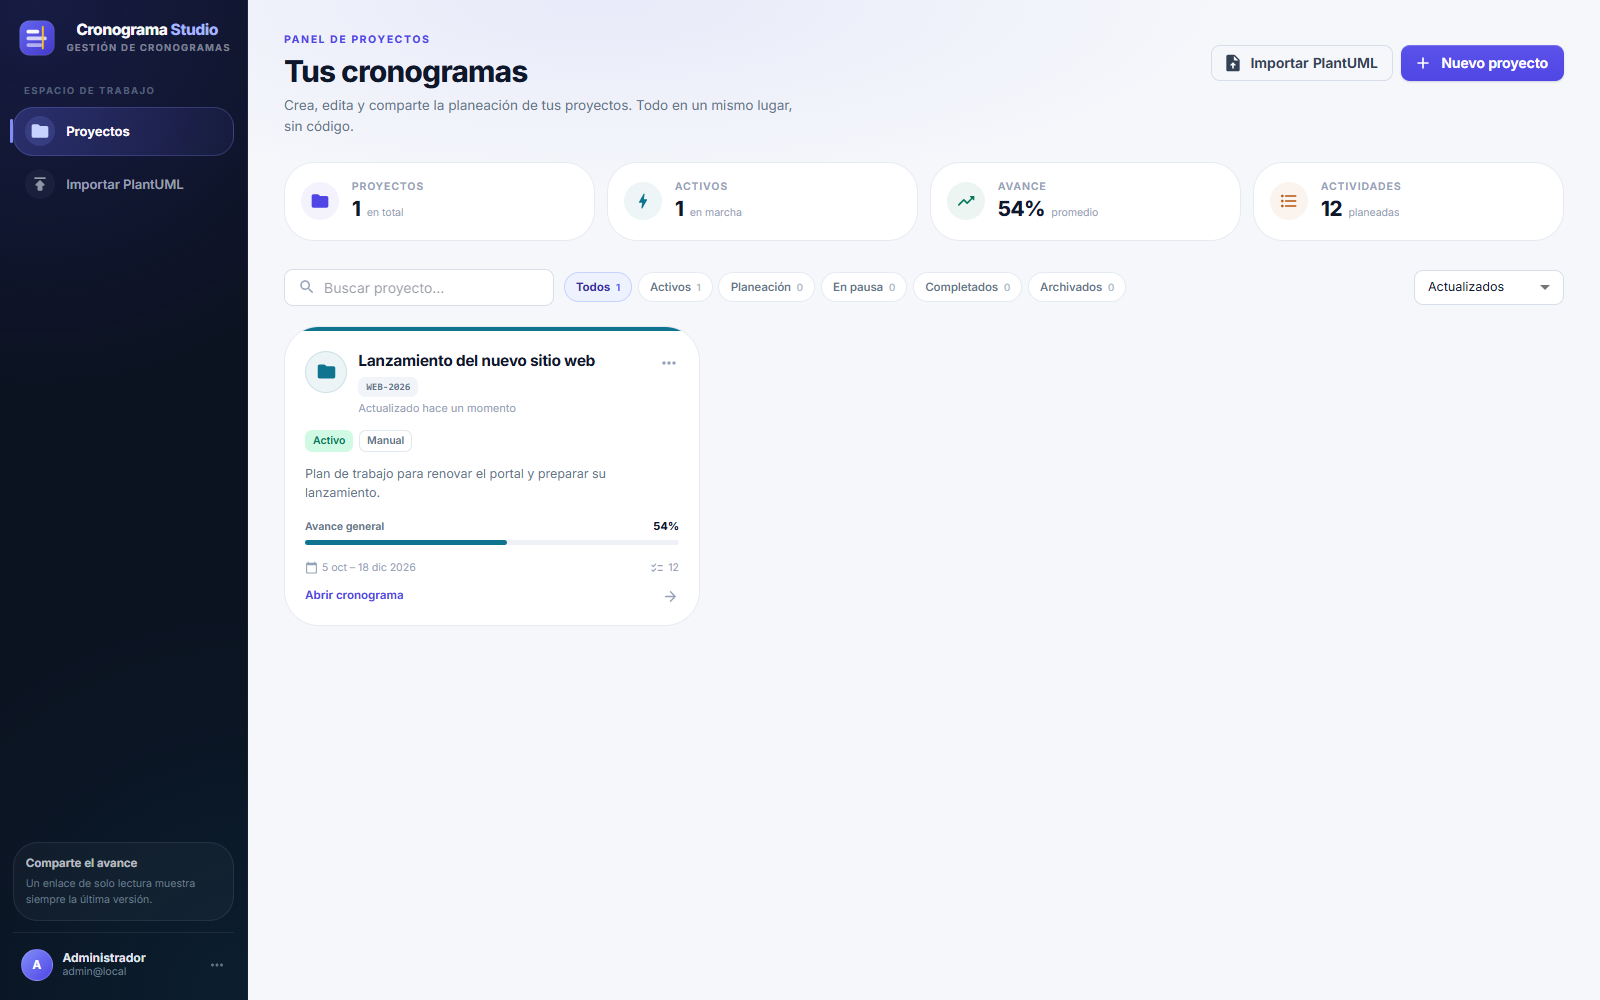 Cronograma Studio
GESTIÓN DE CRONOGRAMAS
ESPACIO DE TRABAJO
Proyectos
Importar PlantUML
Comparte el avance
Un enlace de solo lectura muestra
siempre la última versión.
A
Administrador
admin@local
PANEL DE PROYECTOS
Tus cronogramas
Crea, edita y comparte la planeación de tus proyectos. Todo en un mismo lugar,
sin código.
Importar PlantUML
Nuevo proyecto
PROYECTOS
1 en total
ACTIVOS
1 en marcha
AVANCE
54% promedio
ACTIVIDADES
12 planeadas
Buscar proyecto...
Todos 1
Activos 1
Planeación 0
En pausa 0
Completados 0
Archivados 0
Actualizados
Lanzamiento del nuevo sitio web
WEB-2026
Actualizado hace un momento
Activo
Manual
Plan de trabajo para renovar el portal y preparar su
lanzamiento.
Avance general 54%
5 oct – 18 dic 2026 12
Abrir cronograma